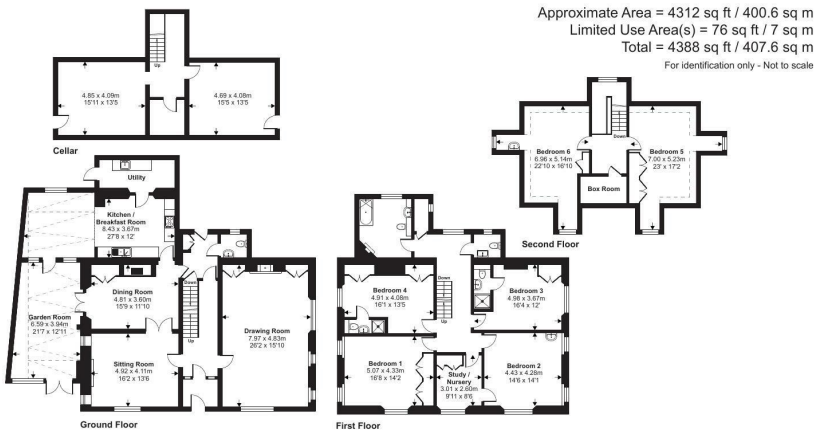 Approximate Area = 4312 sq ft / 400.6 sq m
Limited Use Area(s) = 76 sq ft / 7 sq m
Total = 4388 sq ft / 407.6 sq m
For identification only - Not to scale
Up
4.85 x 4.09m
15'11 x 13'5
4.69 x 4.08m
15'5 x 13'5
Cellar
Down
Bedroom 6
6.96 x 5.14m
22'10 x 16'10
Bedroom 5
7.00 x 5.23m
23' x 17'2
Box Room
Second Floor
Utility
Kitchen /
Breakfast Room
8.43 x 3.67m
27'8 x 12'
Dining Room
4.81 x 3.60m
15'9 x 11'10
Down
Garden Room
6.59 x 3.94m
21'7 x 12'11
Drawing Room
7.97 x 4.83m
26'2 x 15'10
Up
Sitting Room
4.92 x 4.11m
16'2 x 13'6
Ground Floor
Bedroom 4
4.91 x 4.08m
16'1 x 13'5
Down
Up
Bedroom 3
4.98 x 3.67m
16'4 x 12'
Bedroom 1
5.07 x 4.33m
16'8 x 14'2
Study /
Nursery
3.01 x 2.60m
9'11 x 8'6
Bedroom 2
4.43 x 4.28m
14'6 x 14'1
First Floor